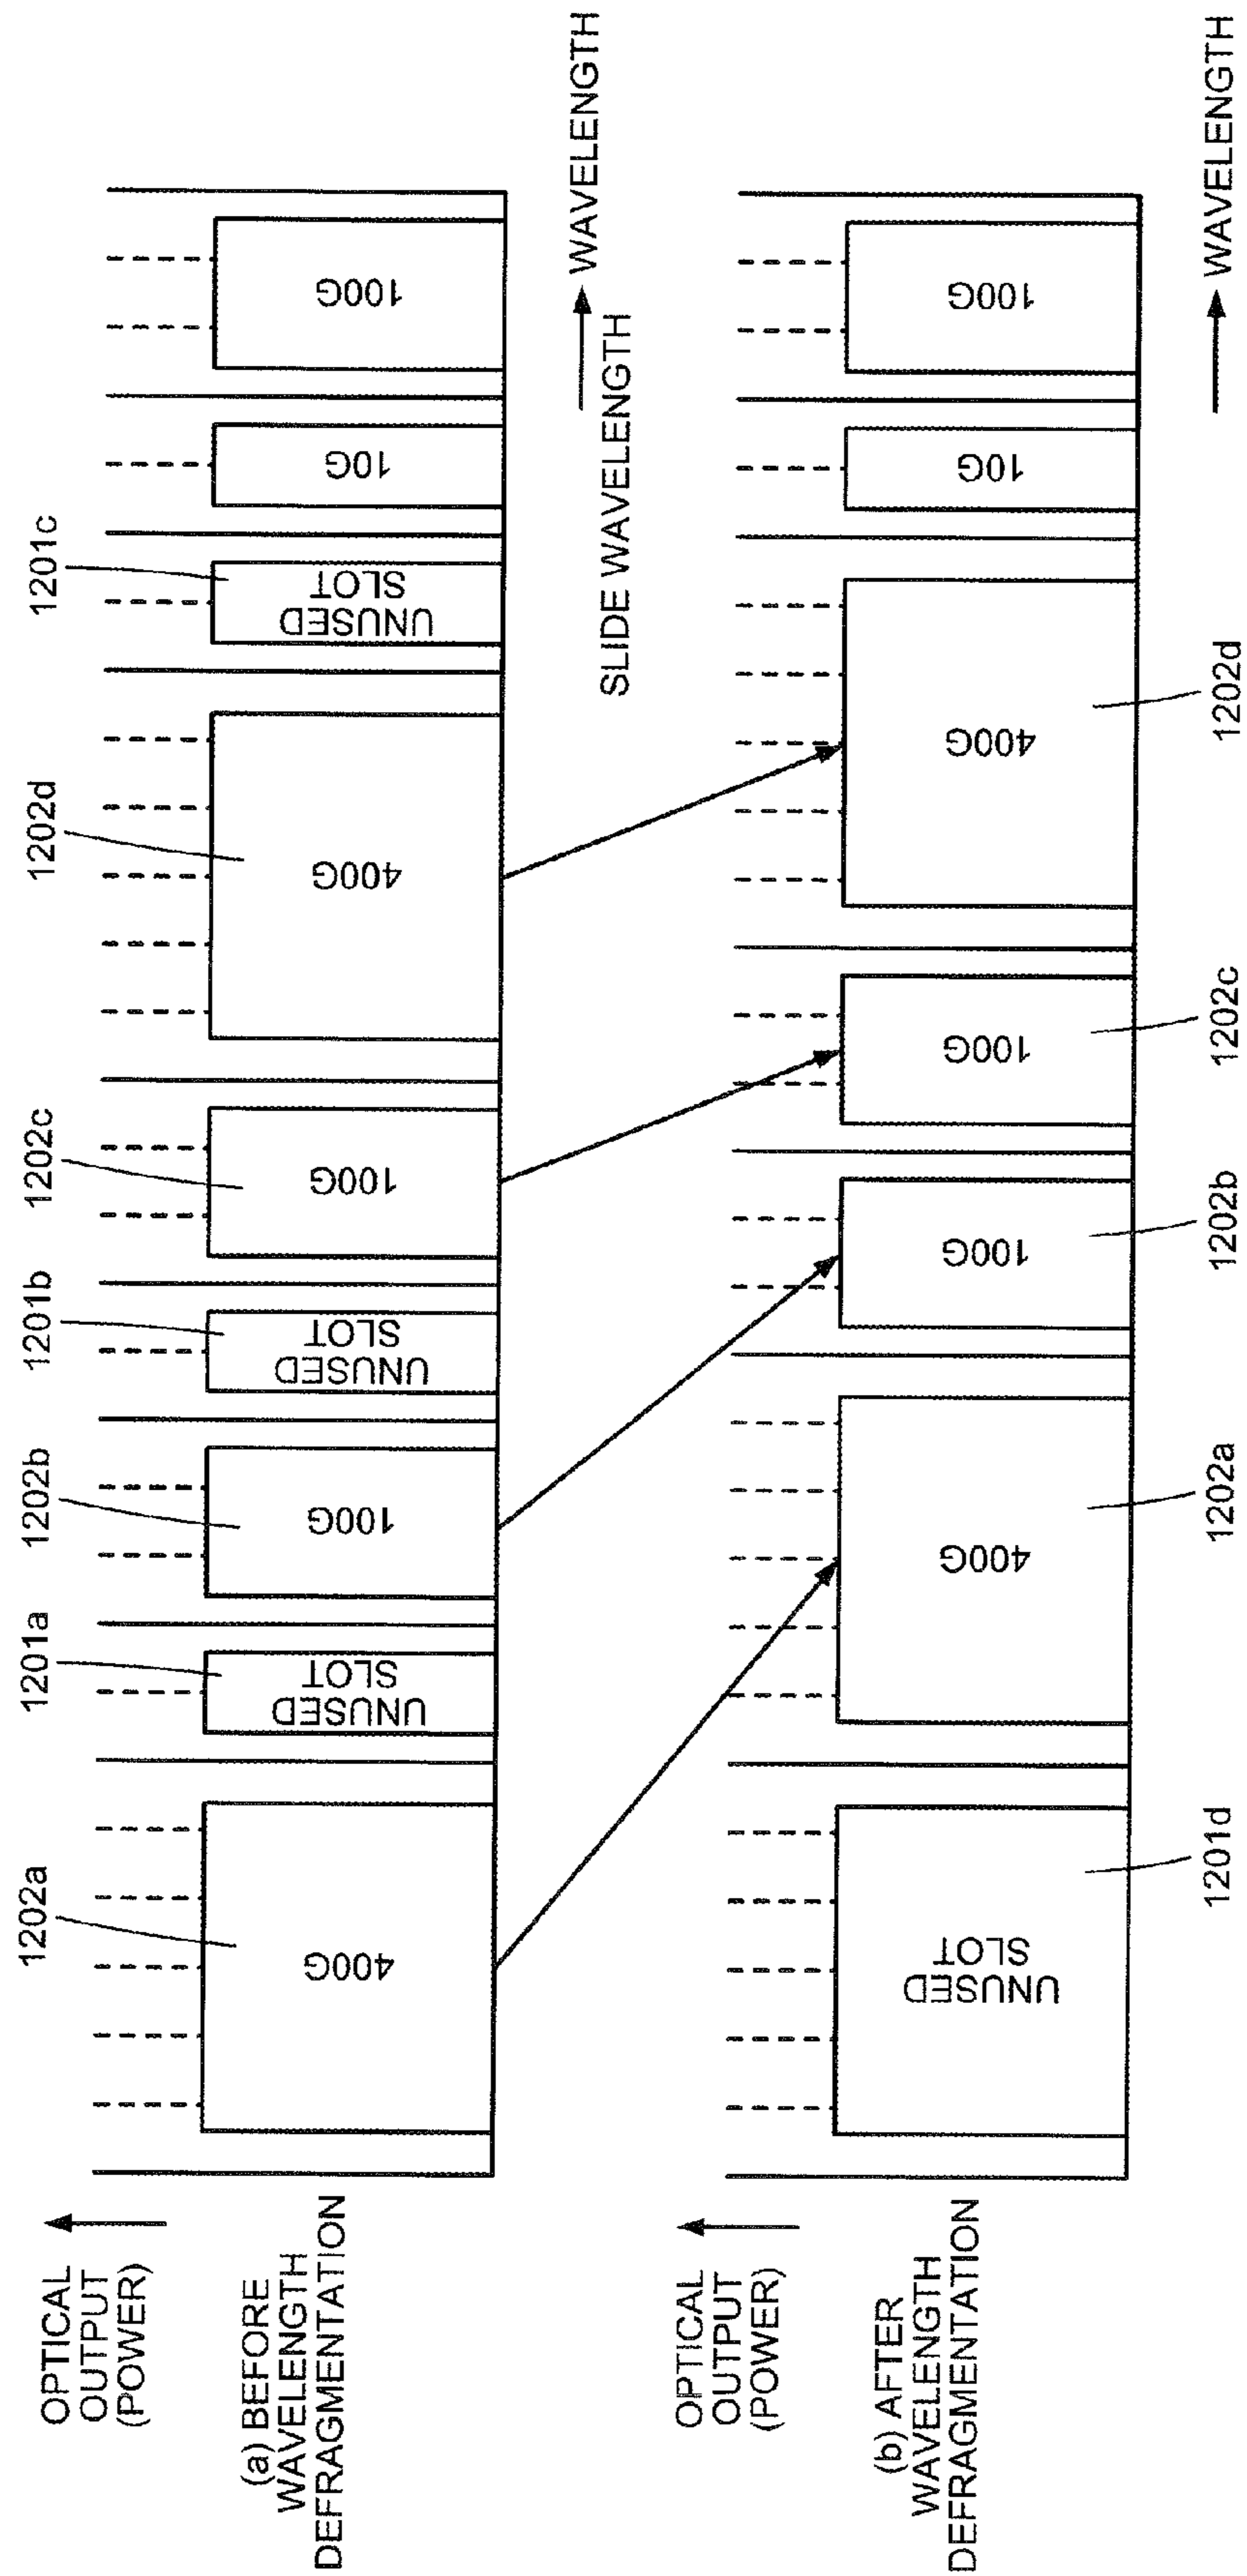 OPTICAL
OUTPUT
(POWER)
(a) BEFORE
WAVELENGTH
DEFRAGMENTATION
1202a
1201a
1202b
1201b
1202c
1202d
1201c
400G
UNUSED
SLOT
100G
UNUSED
SLOT
100G
400G
UNUSED
SLOT
10G
100G
WAVELENGTH
SLIDE WAVELENGTH
OPTICAL
OUTPUT
(POWER)
(b) AFTER
WAVELENGTH
DEFRAGMENTATION
UNUSED
SLOT
400G
100G
100G
400G
10G
100G
1201d
1202a
1202b
1202c
1202d
WAVELENGTH